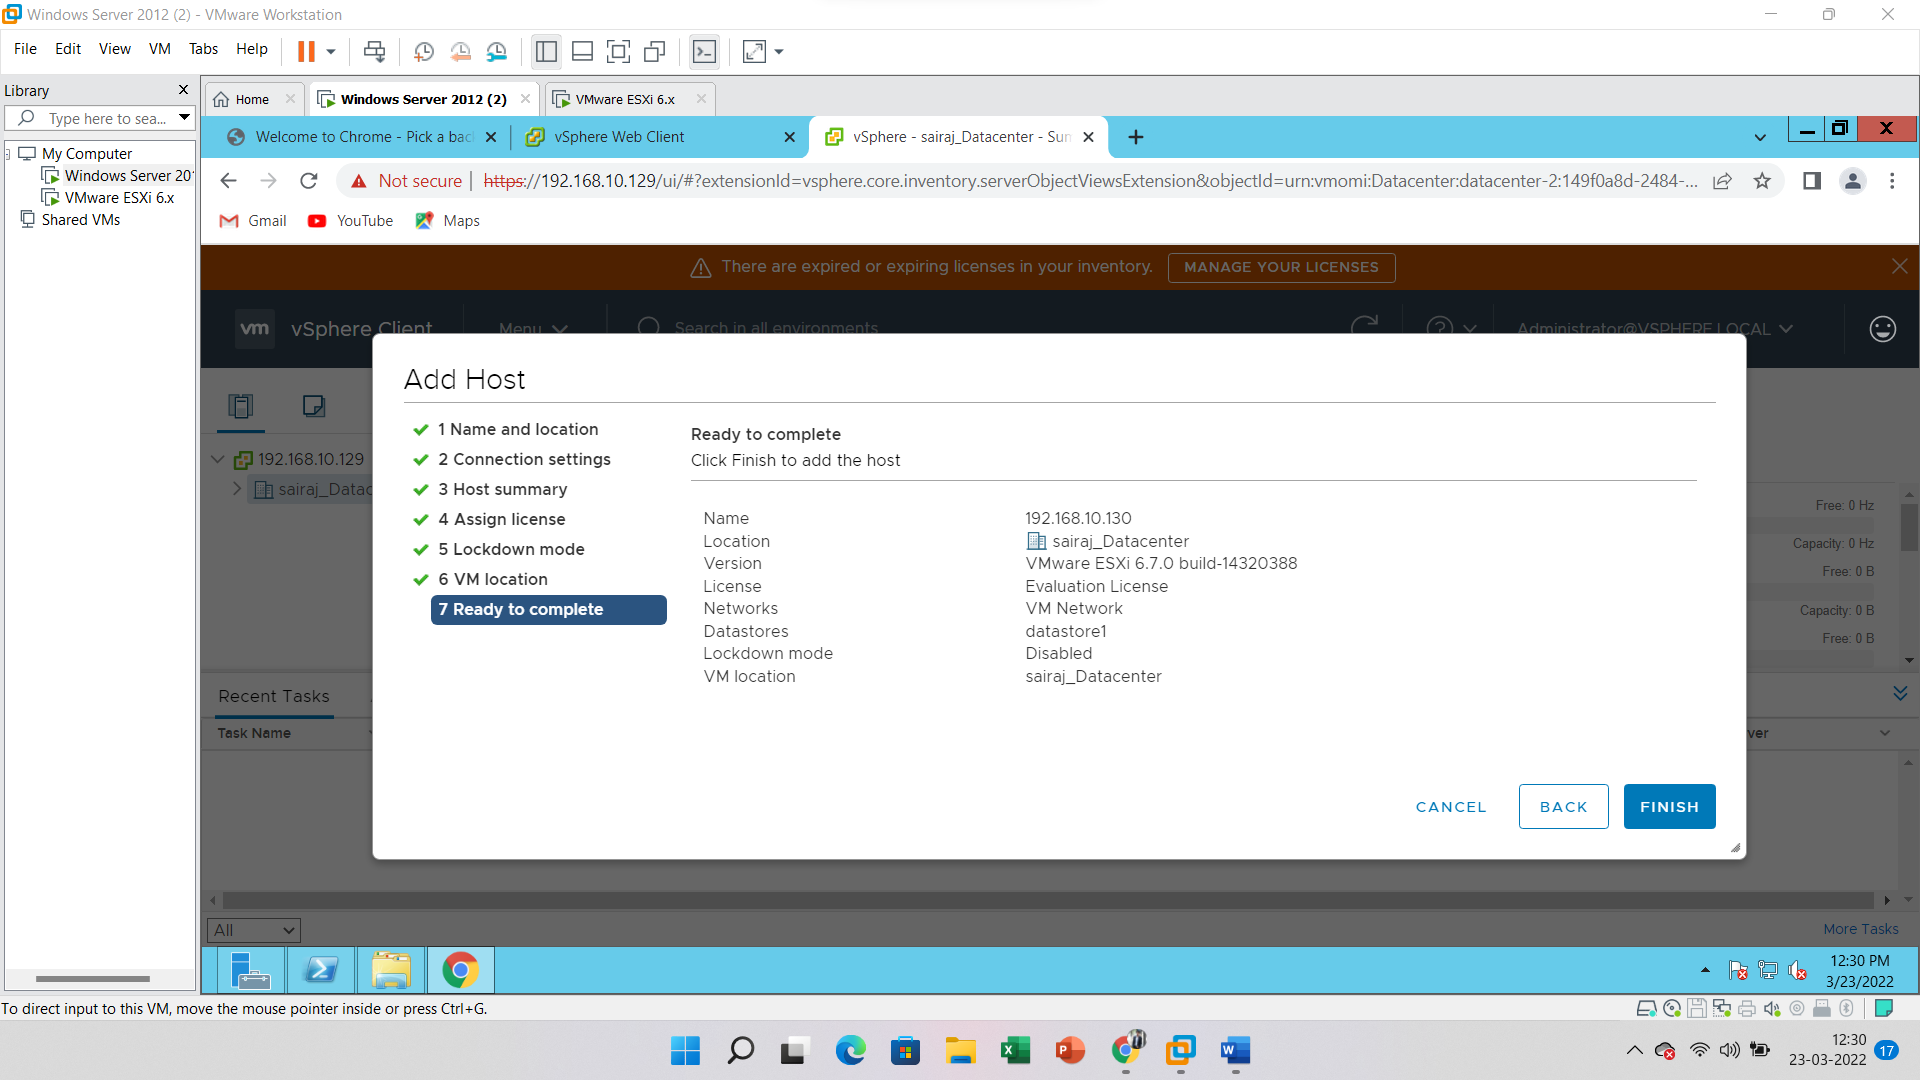 Windows Server 2012 (2) - VMware Workstation
File Edit View VM Tabs Help
Library
Type here to sea...
My Computer
Windows Server 20
VMware ESXi 6.x
Shared VMs
Home
Windows Server 2012 (2)
VMware ESXi 6.x
Welcome to Chrome - Pick a bac
vSphere Web Client
vSphere - sairaj_Datacenter - Sum
Not secure
https://192.168.10.129/ui/#?extensionId=vsphere.core.inventory.serverObjectViewsExtension&objectId=urn:vmomi:Datacenter:datacenter-2:149f0a8d-2484-...
Gmail YouTube Maps
There are expired or expiring licenses in your inventory.
MANAGE YOUR LICENSES
vm vSphere Client
Menu
Search in all environments
Administrator@VSPHERE.LOCAL
192.168.10.129
sairaj_Datac
Add Host
1 Name and location
2 Connection settings
3 Host summary
4 Assign license
5 Lockdown mode
6 VM location
7 Ready to complete
Ready to complete
Click Finish to add the host
Name 192.168.10.130
Location sairaj_Datacenter
Version VMware ESXi 6.7.0 build-14320388
License Evaluation License
Networks VM Network
Datastores datastore1
Lockdown mode Disabled
VM location sairaj_Datacenter
CANCEL BACK FINISH
Free: 0 Hz
Capacity: 0 Hz
Free: 0 B
Capacity: 0 B
Free: 0 B
Recent Tasks
Task Name
ver
All
More Tasks
12:30 PM
3/23/2022
To direct input to this VM, move the mouse pointer inside or press Ctrl+G.
12:30
23-03-2022
17